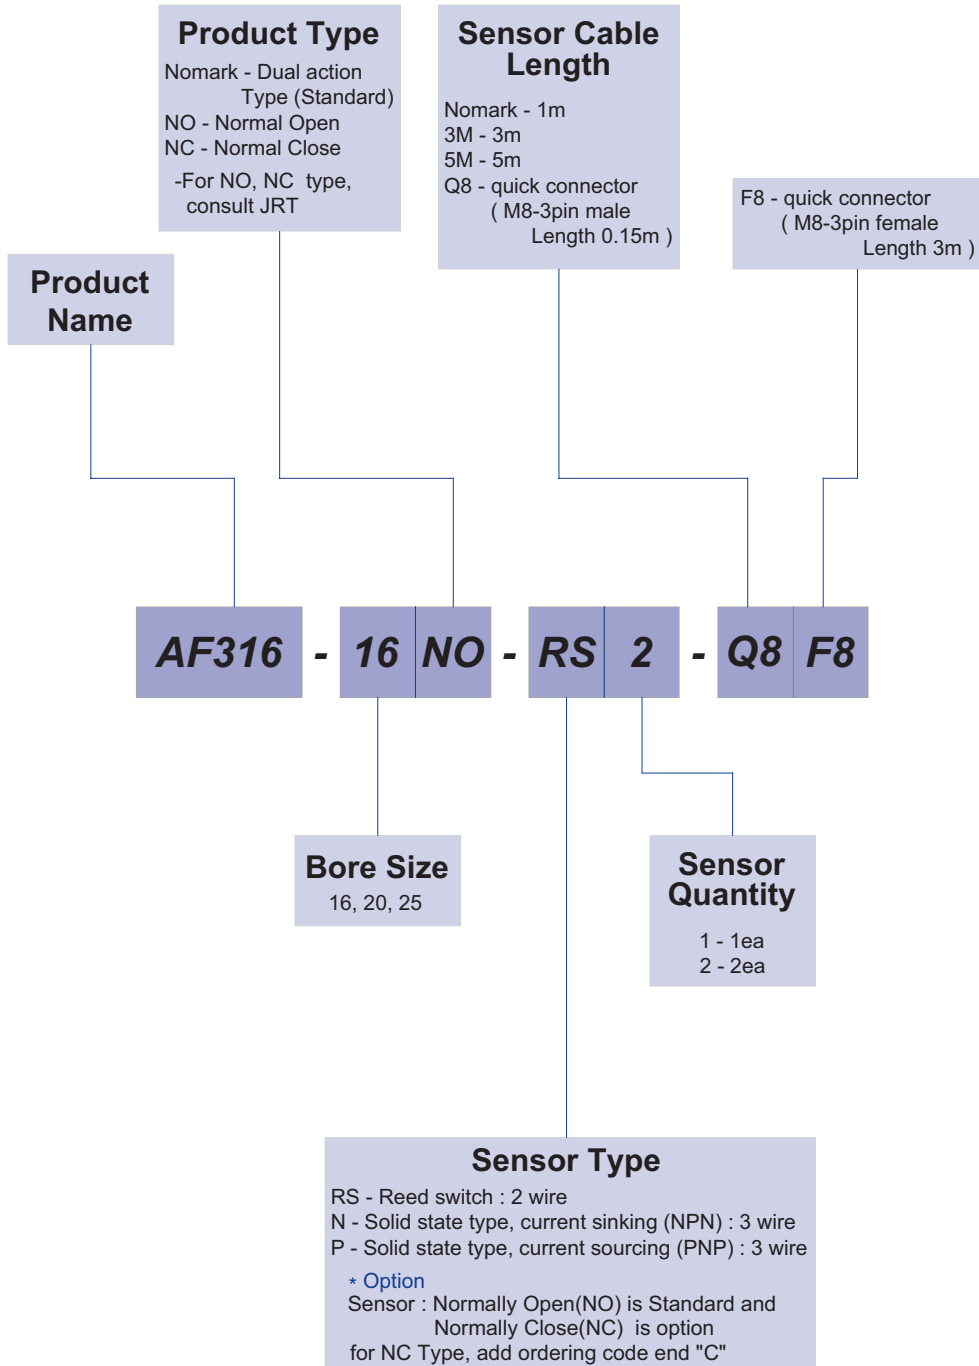 Product Type
Nomark - Dual action
Type (Standard)
NO - Normal Open
NC - Normal Close
-For NO, NC type,
consult JRT
Sensor Cable
Length
Nomark - 1m
3M - 3m
5M - 5m
Q8 - quick connector
( M8-3pin male
Length 0.15m )
F8 - quick connector
( M8-3pin female
Length 3m )
Product
Name
AF316 - 16 NO - RS 2 - Q8 F8
Bore Size
16, 20, 25
Sensor
Quantity
1 - 1ea
2 - 2ea
Sensor Type
RS - Reed switch : 2 wire
N - Solid state type, current sinking (NPN) : 3 wire
P - Solid state type, current sourcing (PNP) : 3 wire
* Option
Sensor : Normally Open(NO) is Standard and
Normally Close(NC) is option
for NC Type, add ordering code end "C"